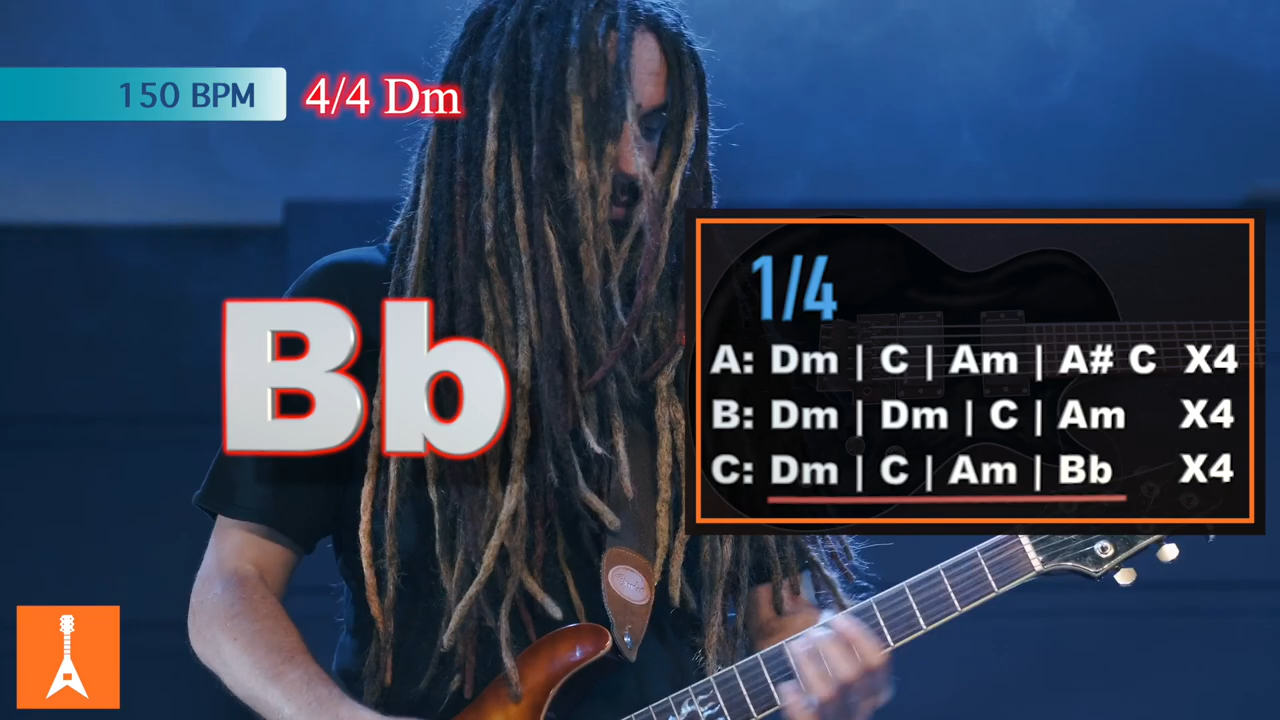 150 BPM
4/4 Dm
Bb
1/4
A: Dm | C | Am | A# C X4
B: Dm | Dm | C | Am X4
C: Dm | C | Am | Bb X4